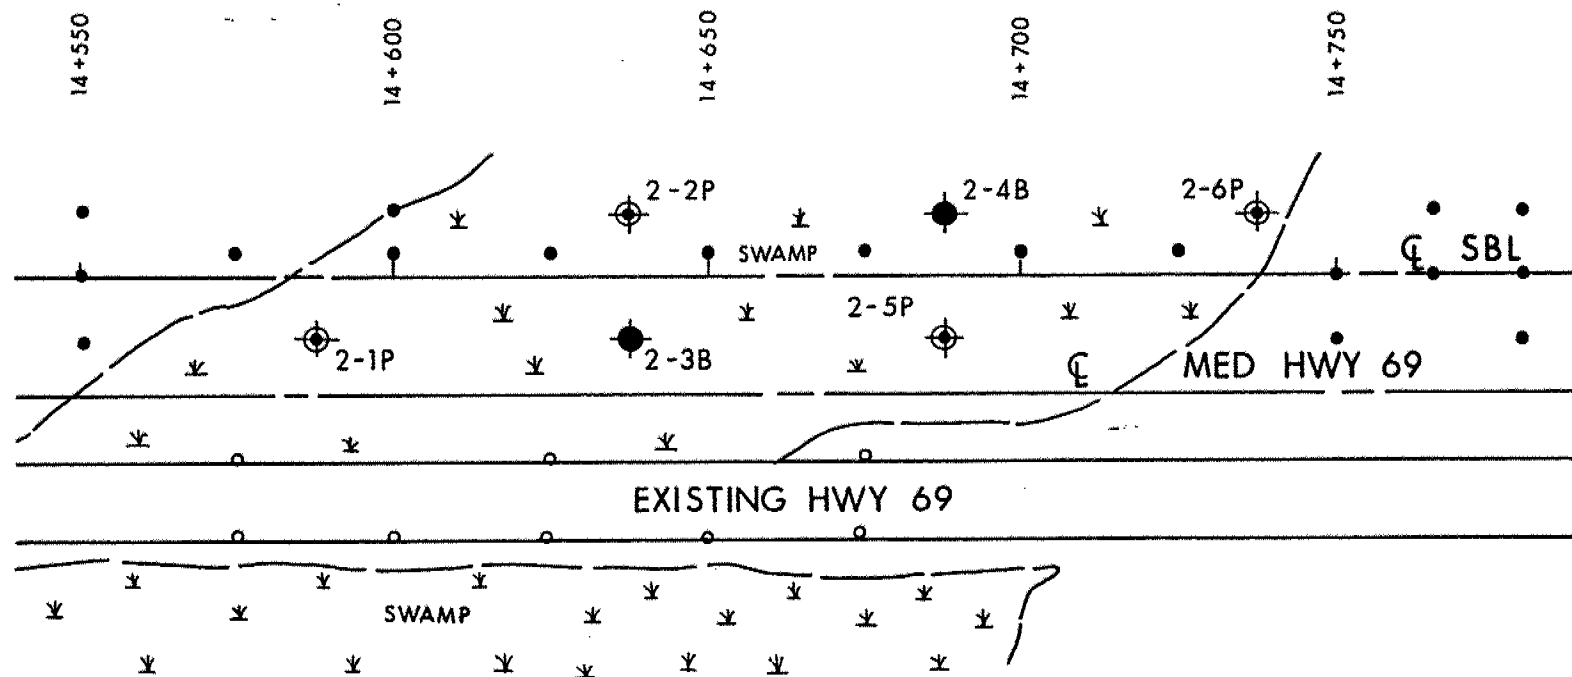 14+550
14+600
14+650
14+700
14+750
2-2P
2-4B
2-6P
SWAMP
℄ SBL
2-5P
2-1P
2-3B
℄ MED HWY 69
EXISTING HWY 69
SWAMP